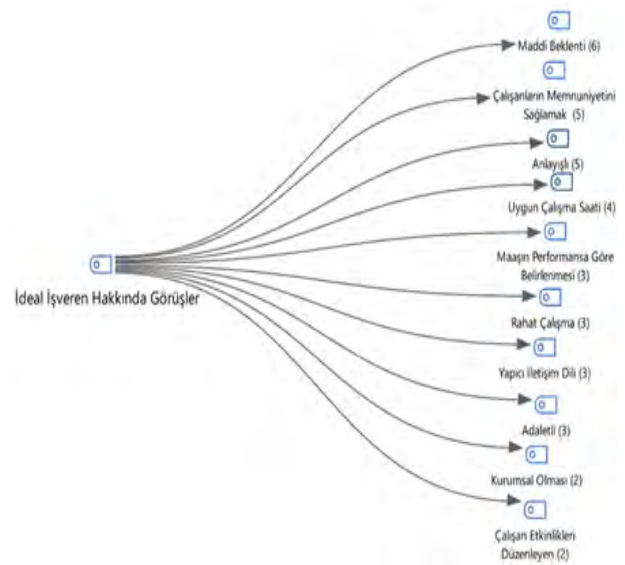 Maddi Beklenti (6)
Çalışanların Memnuniyetini
Sağlamak (5)
Anlayışlı (5)
Uygun Çalışma Saati (4)
Maaşın Performansa Göre
Belirlenmesi (3)
İdeal İşveren Hakkında Görüşler
Rahat Çalışma (3)
Yapıcı İletişim Dili (3)
Adaletli (3)
Kurumsal Olması (2)
Çalışan Etkinlikleri
Düzenleyen (2)